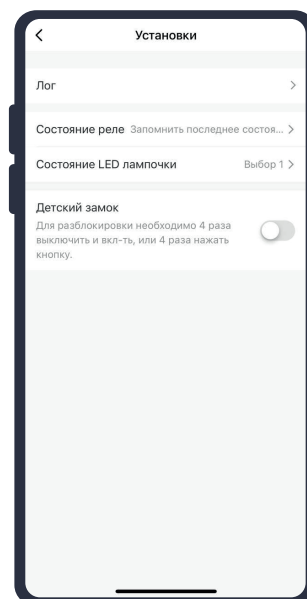 Установки
Лог
Состояние реле Запомнить последнее состоя...
Состояние LED лампочки Выбор 1
Детский замок
Для разблокировки необходимо 4 раза
выключить и вкл-ть, или 4 раза нажать
кнопку.